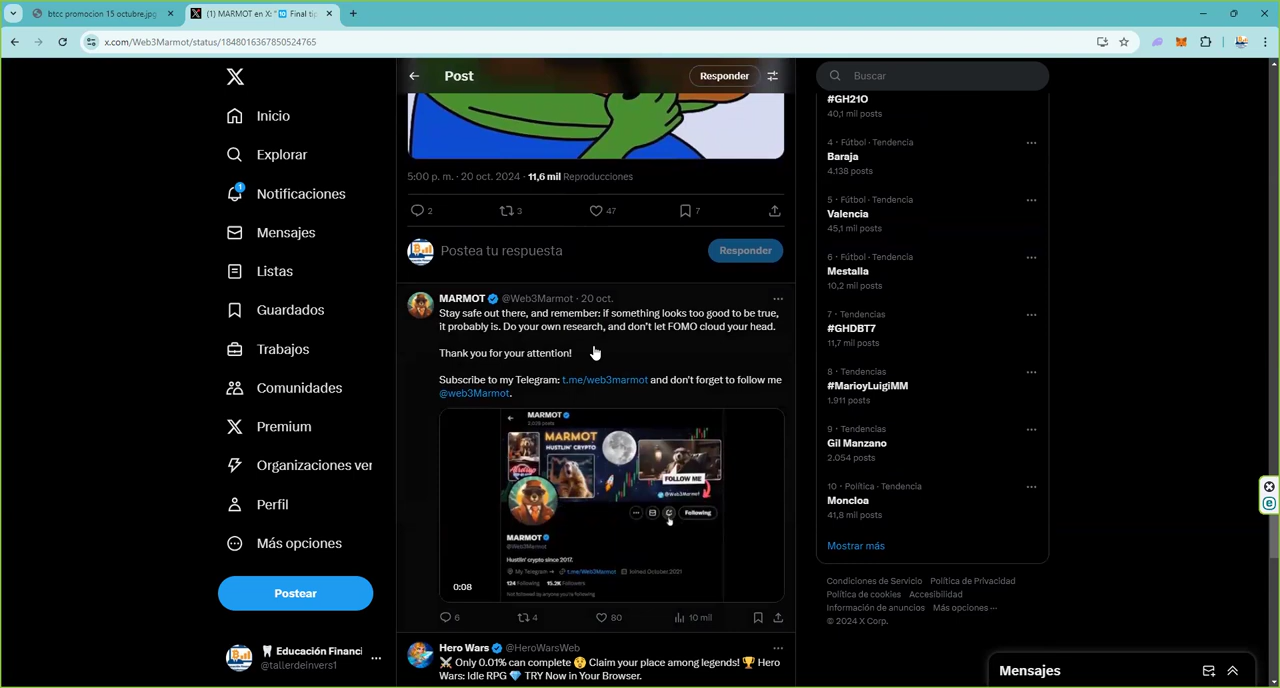 btcc promocion 15 octubre.jpg
(1) MARMOT en X: "🔟 Final tip
x.com/Web3Marmot/status/1848016367850524765
Post
Responder
Buscar
Inicio
Explorar
1
Notificaciones
Mensajes
Listas
Guardados
Trabajos
Comunidades
Premium
Organizaciones ver
Perfil
Más opciones
Postear
🦷 Educación Financi
@tallerdeinvers1
5:00 p. m. · 20 oct. 2024 · 11,6 mil Reproducciones
2 3 47 7
Postea tu respuesta
Responder
MARMOT @Web3Marmot · 20 oct.
Stay safe out there, and remember: if something looks too good to be true,
it probably is. Do your own research, and don't let FOMO cloud your head.
Thank you for your attention!
Subscribe to my Telegram: t.me/web3marmot and don't forget to follow me
@web3Marmot.
MARMOT
MARMOT
HUSTLIN' CRYPTO
FOLLOW ME
@Web3Marmot
Following
MARMOT
@Web3Marmot
Hustlin' crypto since 2017.
My Telegram → t.me/Web3Marmot Joined October 2021
124 Following 15.2K Followers
Not followed by anyone you're following
0:08
6 4 80 10 mil
Hero Wars @HeroWarsWeb
⚔️ Only 0.01% can complete 🤔 Claim your place among legends! 🏆 Hero
Wars: Idle RPG 💎 TRY Now in Your Browser.
#GH210
40,1 mil posts
4 · Fútbol · Tendencia
Baraja
4.138 posts
5 · Fútbol · Tendencia
Valencia
45,1 mil posts
6 · Fútbol · Tendencia
Mestalla
10,2 mil posts
7 · Tendencias
#GHDBT7
11,7 mil posts
8 · Tendencias
#MarioyLuigiMM
1.911 posts
9 · Tendencias
Gil Manzano
2.054 posts
10 · Política · Tendencia
Moncloa
41,8 mil posts
Mostrar más
Condiciones de Servicio Política de Privacidad
Política de cookies Accesibilidad
Información de anuncios Más opciones ···
© 2024 X Corp.
Mensajes